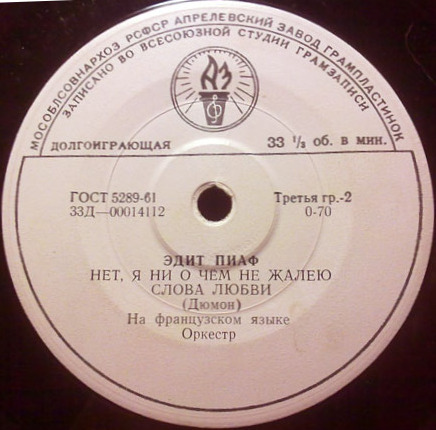 МОСОБЛСОВНАРХОЗ РСФСР АПРЕЛЕВСКИЙ ЗАВОД ГРАМПЛАСТИНОК
ЗАПИСАНО ВО ВСЕСОЮЗНОЙ СТУДИИ ГРАМЗАПИСИ
АЗ
ДОЛГОИГРАЮЩАЯ 33 1/3 об. в мин.
ГОСТ 5289-61 Третья гр.-2
33Д—00014112 0-70
ЭДИТ ПИАФ
НЕТ, Я НИ О ЧЕМ НЕ ЖАЛЕЮ
СЛОВА ЛЮБВИ
(Дюмон)
На французском языке
Оркестр